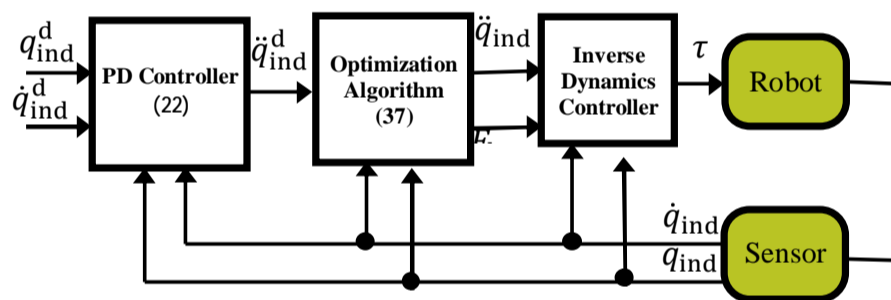 q_ind^d
q̇_ind^d
PD Controller
(22)
q̈_ind^d
Optimization
Algorithm
(37)
q̈_ind
Inverse
Dynamics
Controller
τ
Robot
q̇_ind
q_ind
Sensor